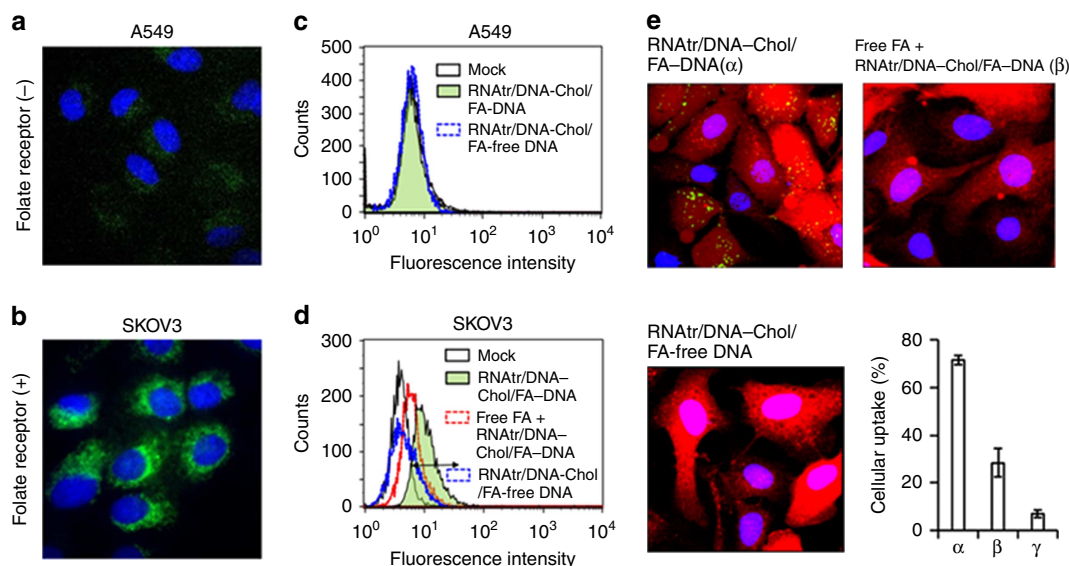 a
A549
Folate receptor (–)
b
SKOV3
Folate receptor (+)
c
A549
Counts
500
400
300
200
100
0
Mock
RNAtr/DNA-Chol/
FA-DNA
RNAtr/DNA-Chol/
FA-free DNA
10⁰ 10¹ 10² 10³ 10⁴
Fluorescence intensity
d
SKOV3
Counts
300
200
100
0
Mock
RNAtr/DNA–
Chol/FA–DNA
Free FA +
RNAtr/DNA–
Chol/FA–DNA
RNAtr/DNA-Chol
/FA-free DNA
10⁰ 10¹ 10² 10³ 10⁴
Fluorescence intensity
e
RNAtr/DNA–Chol/
FA–DNA(α)
Free FA +
RNAtr/DNA–Chol/FA–DNA (β)
RNAtr/DNA–Chol/
FA-free DNA
Cellular uptake (%)
80
60
40
20
0
α β γ